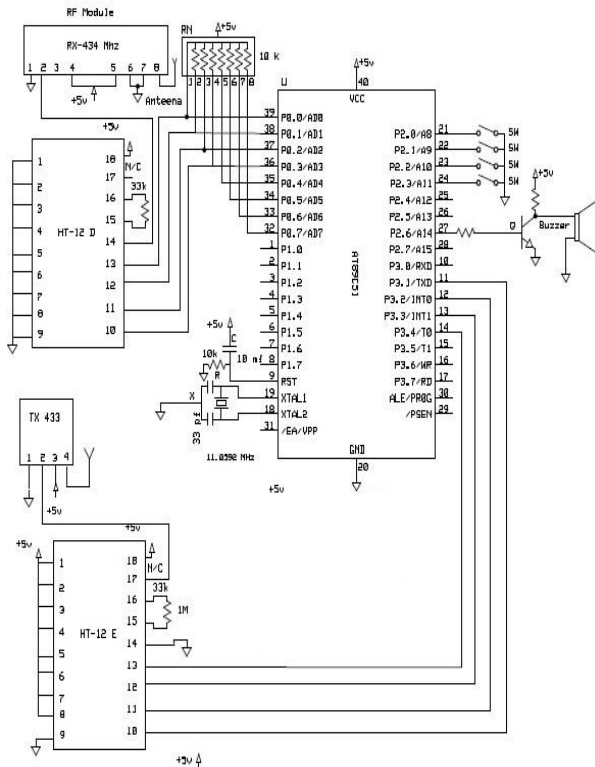 RF Module
RX-434 Mhz
1 2 3 4 5 6 7 8
+5v
Anteena
RN
+5v
10 k
1 2 3 4 5 6 7 8
+5v
HT-12 D
1
2
3
4
5
6
7
8
9
18
N/C
17
33k
16
15
14
13
12
11
10
U
+5v
40
VCC
AT89C51
39 P0.0/AD0
38 P0.1/AD1
37 P0.2/AD2
36 P0.3/AD3
35 P0.4/AD4
34 P0.5/AD5
33 P0.6/AD6
32 P0.7/AD7
1 P1.0
2 P1.1
3 P1.2
4 P1.3
5 P1.4
6 P1.5
7 P1.6
8 P1.7
9 RST
19 XTAL1
18 XTAL2
31 /EA/VPP
P2.0/A8 21 SW
P2.1/A9 22 SW
P2.2/A10 23 SW
P2.3/A11 24 SW
P2.4/A12 25
P2.5/A13 26
P2.6/A14 27
P2.7/A15 28
P3.0/RXD 10
P3.1/TXD 11
P3.2/INT0 12
P3.3/INT1 13
P3.4/T0 14
P3.5/T1 15
P3.6/WR 16
P3.7/RD 17
ALE/PROG 30
/PSEN 29
GND
20
+5v
Q
Buzzer
+5v
C
10 mf
10k
R
X
33 pf
11.0592 MHz
+5v
TX 433
1 2 3 4
+5v
+5v
+5v
HT-12 E
1
2
3
4
5
6
7
8
9
18
N/C
17
33k
16
1M
15
14
13
12
11
10
+5v